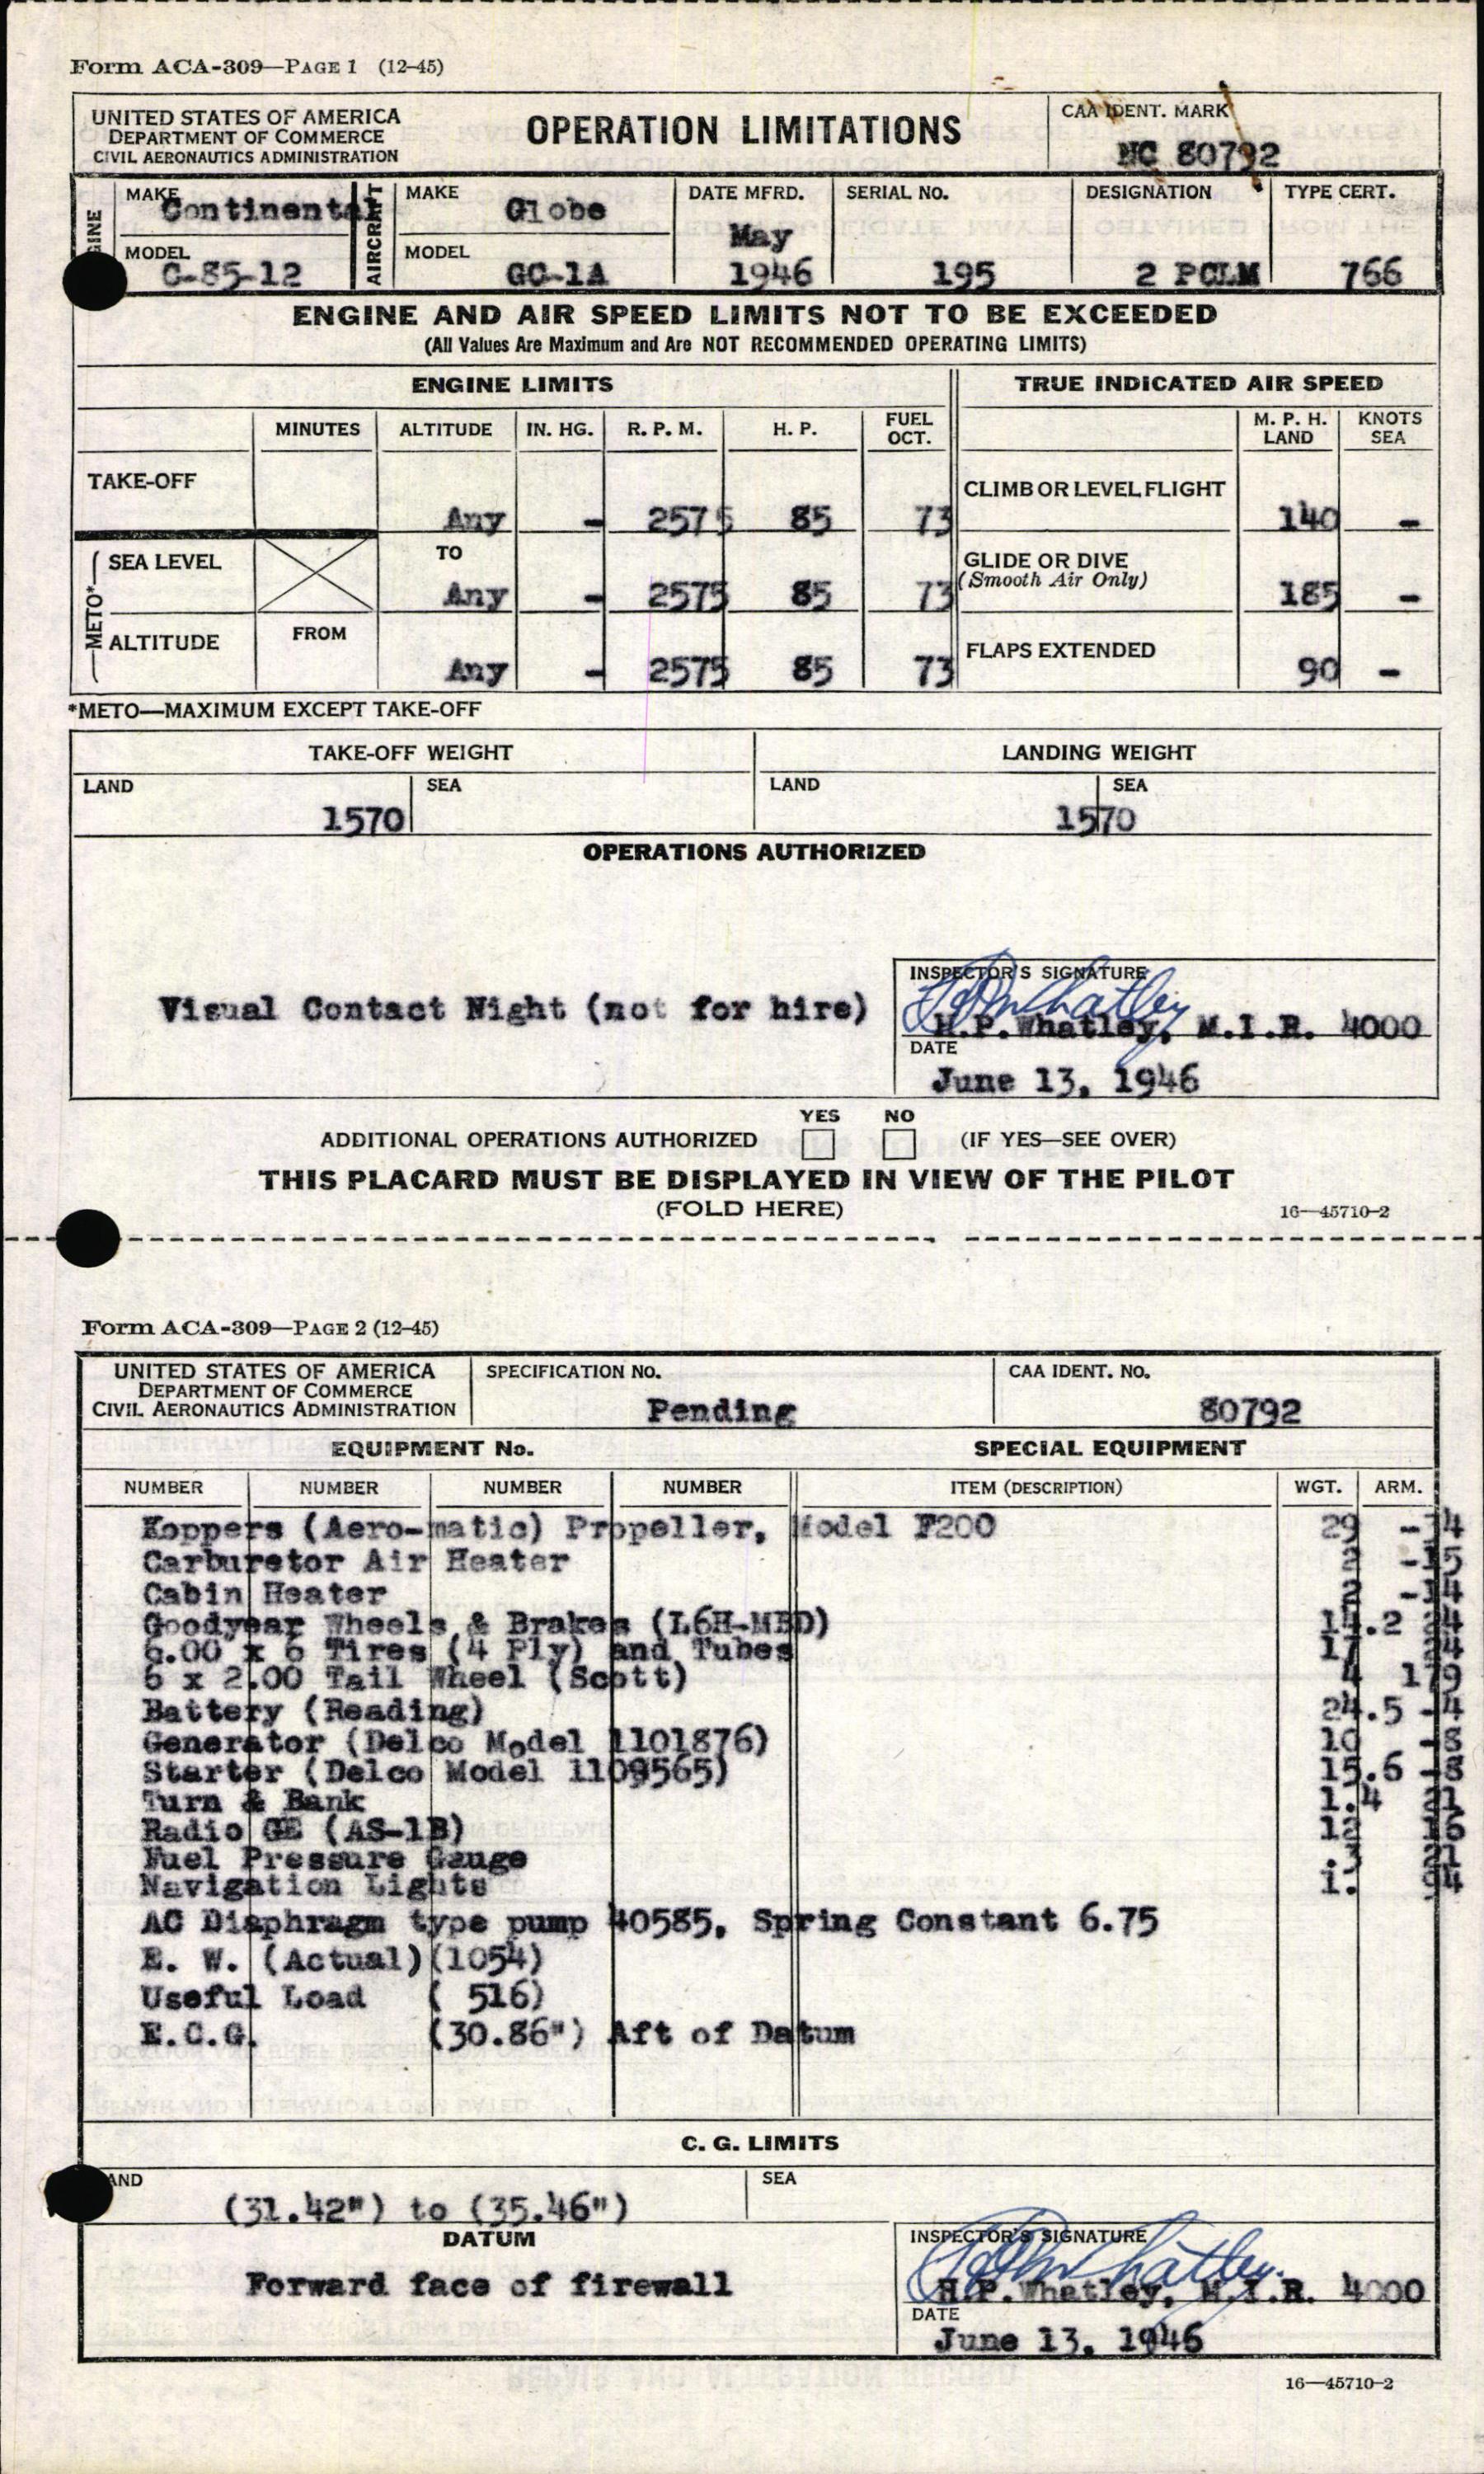 Form ACA-309—PAGE 1 (12-45)
UNITED STATES OF AMERICA
DEPARTMENT OF COMMERCE
CIVIL AERONAUTICS ADMINISTRATION
OPERATION LIMITATIONS
CAA IDENT. MARK
NC 80792
MAKE
Continental
AIRCRAFT
MAKE
Globe
DATE MFRD.
SERIAL NO.
DESIGNATION
TYPE CERT.
MODEL
C-85-12
MODEL
GC-1A
May
1946
195
2 PCLM
766
ENGINE AND AIR SPEED LIMITS NOT TO BE EXCEEDED
(All Values Are Maximum and Are NOT RECOMMENDED OPERATING LIMITS)
ENGINE LIMITS
TRUE INDICATED AIR SPEED
MINUTES ALTITUDE IN. HG. R. P. M. H. P. FUEL OCT. M. P. H. LAND KNOTS SEA
TAKE-OFF Any - 2575 85 73 CLIMB OR LEVEL FLIGHT 140 -
METO*
SEA LEVEL TO Any - 2575 85 73 GLIDE OR DIVE (Smooth Air Only) 185 -
ALTITUDE FROM Any - 2575 85 73 FLAPS EXTENDED 90 -
*METO—MAXIMUM EXCEPT TAKE-OFF
TAKE-OFF WEIGHT LANDING WEIGHT
LAND SEA LAND SEA
1570 1570
OPERATIONS AUTHORIZED
Visual Contact Night (not for hire)
INSPECTOR'S SIGNATURE
H.P.Whatley, M.I.R. 4000
DATE
June 13, 1946
YES NO
ADDITIONAL OPERATIONS AUTHORIZED (IF YES—SEE OVER)
THIS PLACARD MUST BE DISPLAYED IN VIEW OF THE PILOT
(FOLD HERE)
16—45710-2
Form ACA-309—PAGE 2 (12-45)
UNITED STATES OF AMERICA
DEPARTMENT OF COMMERCE
CIVIL AERONAUTICS ADMINISTRATION
SPECIFICATION NO.
Pending
CAA IDENT. NO.
80792
EQUIPMENT No. SPECIAL EQUIPMENT
NUMBER NUMBER NUMBER NUMBER ITEM (DESCRIPTION) WGT. ARM.
Koppers (Aero-matic) Propeller, Model F200 29 -34
Carburetor Air Heater 2 -15
Cabin Heater 2 -14
Goodyear Wheels & Brakes (L6H-MBD) 14.2 24
6.00 x 6 Tires (4 Ply) and Tubes 17 24
6 x 2.00 Tail Wheel (Scott) 4 179
Battery (Reading) 24.5 -4
Generator (Delco Model 1101876) 10 -8
Starter (Delco Model 1109565) 15.6 -8
Turn & Bank 1.4 21
Radio GE (AS-1B) 12 16
Fuel Pressure Gauge .3 21
Navigation Lights 1. 94
AC Diaphragm type pump 40585, Spring Constant 6.75
E. W. (Actual) (1054)
Useful Load ( 516)
E.C.G. (30.86") Aft of Datum
C. G. LIMITS
SEA
(31.42") to (35.46")
DATUM
Forward face of firewall
INSPECTOR'S SIGNATURE
H.P.Whatley, M.I.R. 4000
DATE
June 13, 1946
16—45710-2